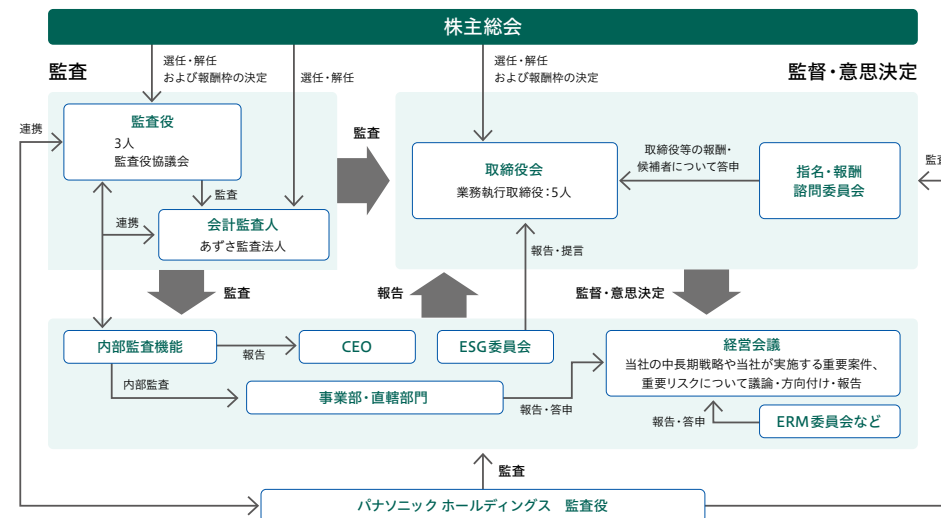 株主総会
監査
選任・解任
および報酬枠の決定
選任・解任
選任・解任
および報酬枠の決定
監督・意思決定
連携
監査役
3人
監査役協議会
監査
取締役会
業務執行取締役：5人
取締役等の報酬・
候補者について答申
指名・報酬
諮問委員会
監査
監査
連携
会計監査人
あずさ監査法人
報告・提言
監査
報告
監督・意思決定
内部監査機能
報告
CEO
ESG委員会
経営会議
当社の中長期戦略や当社が実施する重要案件、
重要リスクについて議論・方向付け・報告
内部監査
事業部・直轄部門
報告・答申
報告・答申
ERM委員会など
監査
パナソニック ホールディングス　監査役